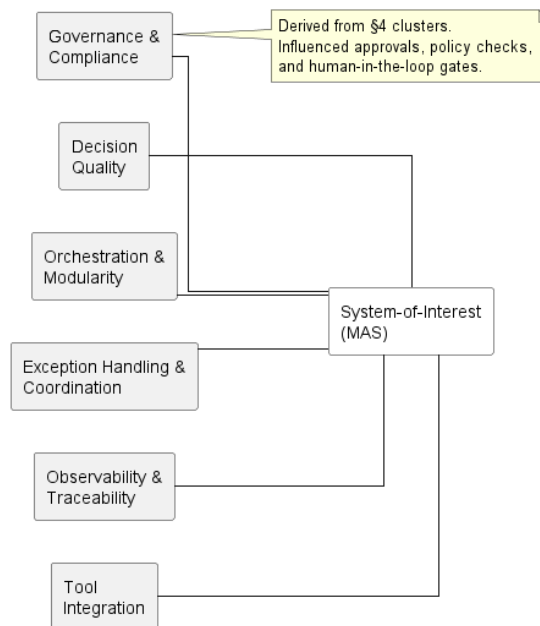 Governance &
Compliance
Derived from §4 clusters.
Influenced approvals, policy checks,
and human-in-the-loop gates.
Decision
Quality
Orchestration &
Modularity
System-of-Interest
(MAS)
Exception Handling &
Coordination
Observability &
Traceability
Tool
Integration